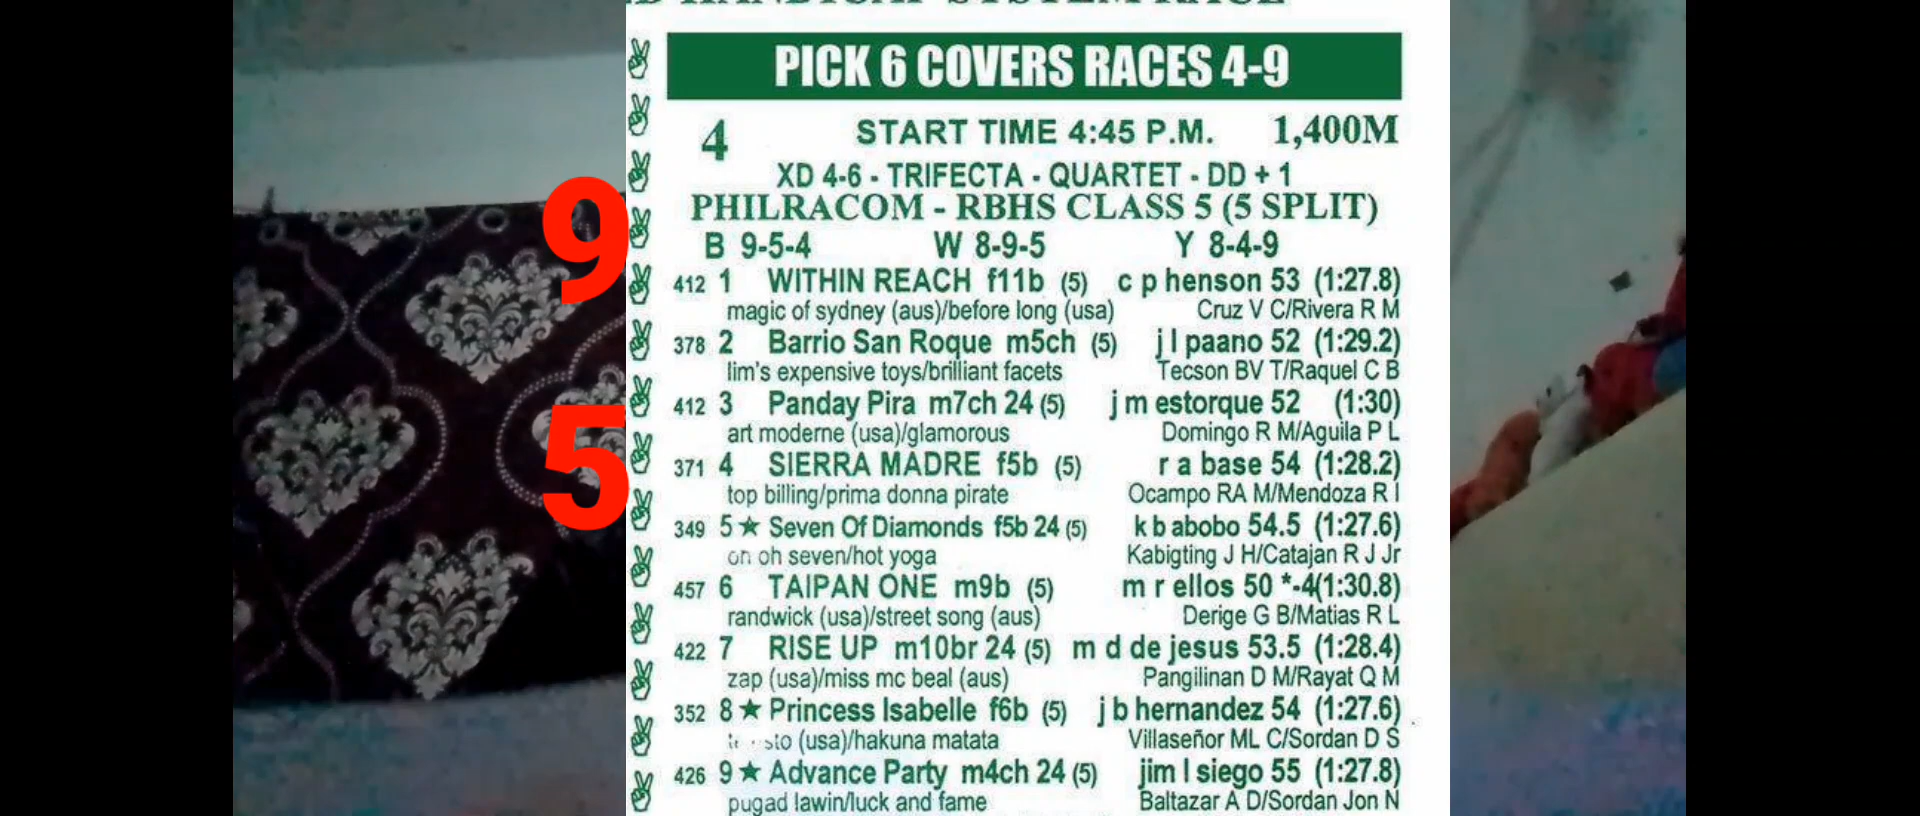 PICK 6 COVERS RACES 4-9
4 START TIME 4:45 P.M. 1,400M
XD 4-6 - TRIFECTA - QUARTET - DD + 1
PHILRACOM - RBHS CLASS 5 (5 SPLIT)
B 9-5-4 W 8-9-5 Y 8-4-9
9
5
412 1 WITHIN REACH f11b (5) c p henson 53 (1:27.8)
magic of sydney (aus)/before long (usa) Cruz V C/Rivera R M
378 2 Barrio San Roque m5ch (5) j l paano 52 (1:29.2)
lim's expensive toys/brilliant facets Tecson BV T/Raquel C B
412 3 Panday Pira m7ch 24 (5) j m estorque 52 (1:30)
art moderne (usa)/glamorous Domingo R M/Aguila P L
371 4 SIERRA MADRE f5b (5) r a base 54 (1:28.2)
top billing/prima donna pirate Ocampo RA M/Mendoza R I
349 5★ Seven Of Diamonds f5b 24 (5) k b abobo 54.5 (1:27.6)
oh seven/hot yoga Kabigting J H/Catajan R J Jr
457 6 TAIPAN ONE m9b (5) m r ellos 50 *-4(1:30.8)
randwick (usa)/street song (aus) Derige G B/Matias R L
422 7 RISE UP m10br 24 (5) m d de jesus 53.5 (1:28.4)
zap (usa)/miss mc beal (aus) Pangilinan D M/Rayat Q M
352 8★ Princess Isabelle f6b (5) j b hernandez 54 (1:27.6)
(usa)/hakuna matata Villaseñor ML C/Sordan D S
426 9★ Advance Party m4ch 24 (5) jim l siego 55 (1:27.8)
pugad lawin/luck and fame Baltazar A D/Sordan Jon N